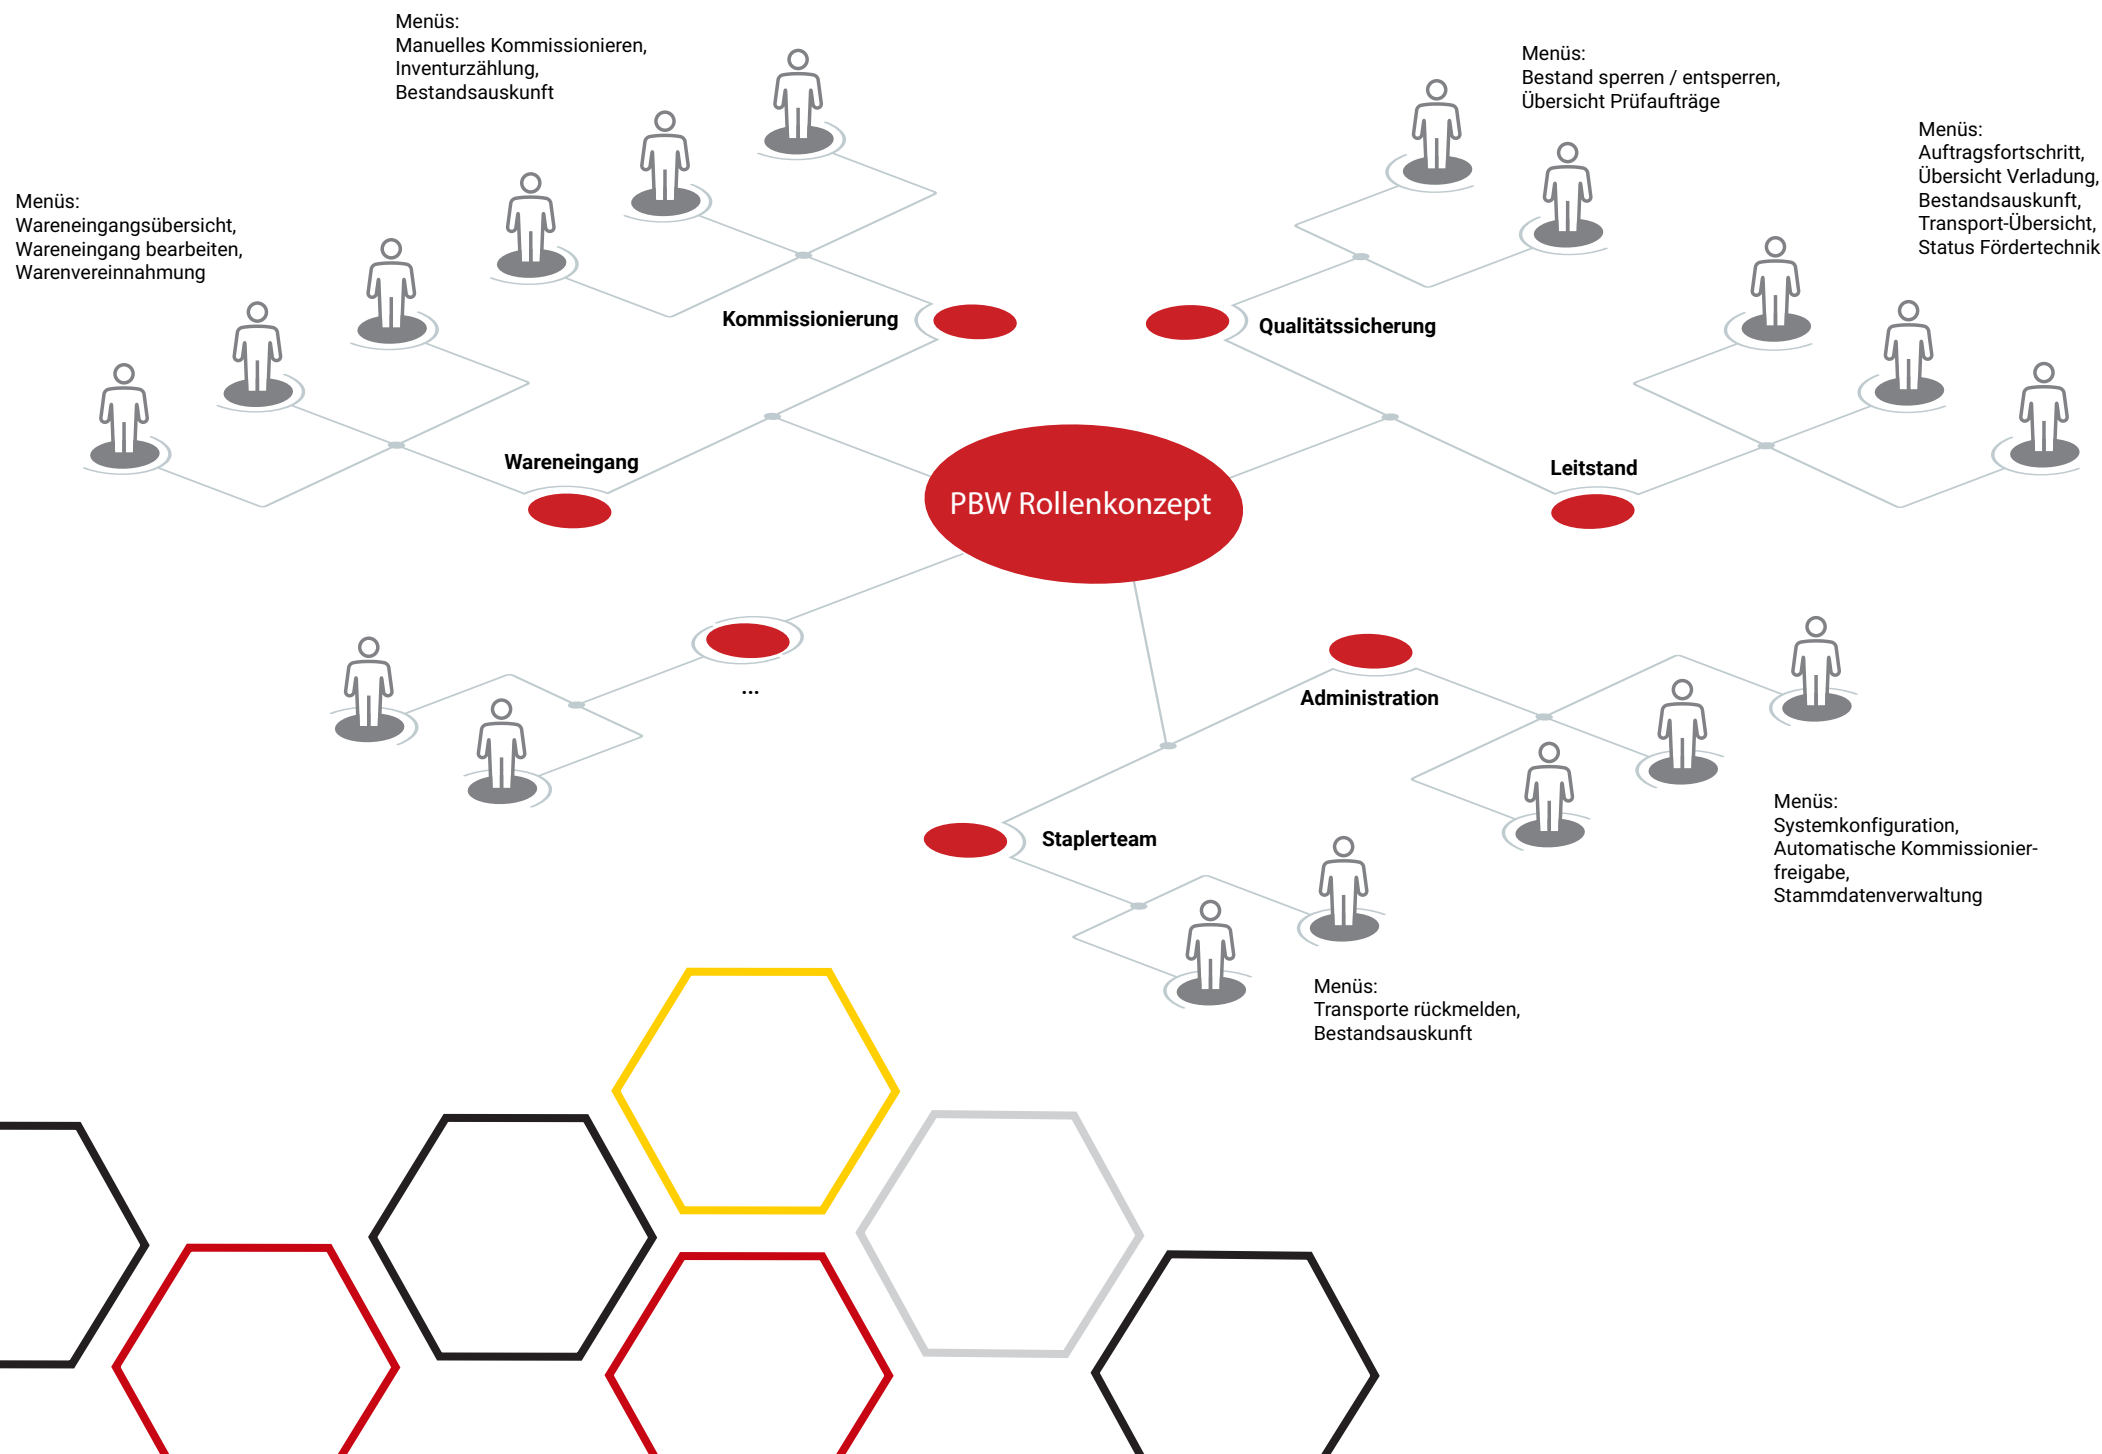 Menüs:
Manuelles Kommissionieren,
Inventurzählung,
Bestandsauskunft
Menüs:
Bestand sperren / entsperren,
Übersicht Prüfaufträge
Menüs:
Auftragsfortschritt,
Übersicht Verladung,
Bestandsauskunft,
Transport-Übersicht,
Status Fördertechnik
Menüs:
Wareneingangsübersicht,
Wareneingang bearbeiten,
Warenvereinnahmung
Kommissionierung
Qualitätssicherung
Wareneingang
Leitstand
PBW Rollenkonzept
...
Administration
Staplerteam
Menüs:
Systemkonfiguration,
Automatische Kommissionier-
freigabe,
Stammdatenverwaltung
Menüs:
Transporte rückmelden,
Bestandsauskunft